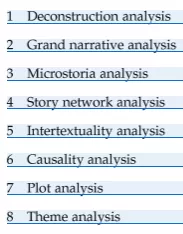 1 Deconstruction analysis
2 Grand narrative analysis
3 Microstoria analysis
4 Story network analysis
5 Intertextuality analysis
6 Causality analysis
7 Plot analysis
8 Theme analysis